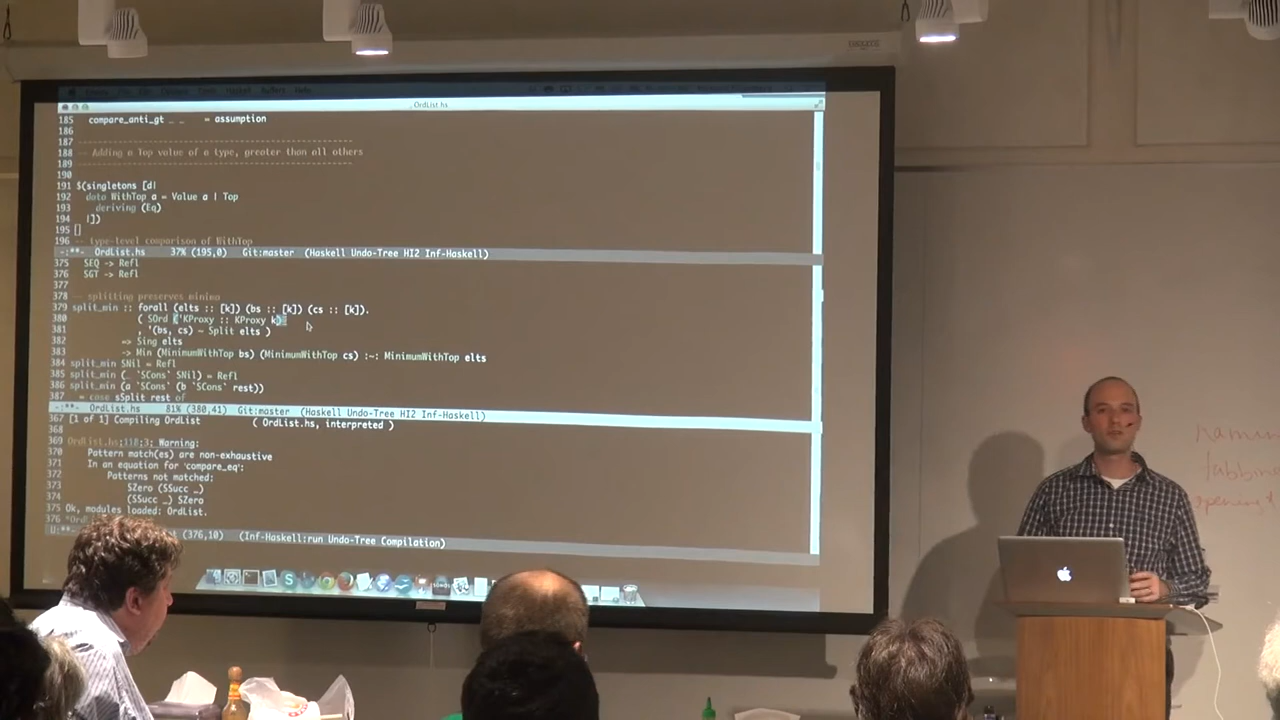 OrdList.hs
185 compare_anti_gt _ _ = assumption
186
187 ------------------------------------------------
188 -- Adding a Top value of a type, greater than all others
189 ------------------------------------------------
190
191 $(singletons [d|
192 data WithTop a = Value a | Top
193 deriving (Eq)
194 |])
195
196 -- type-level comparison of WithTop
-:**- OrdList.hs 37% (195,0) Git:master (Haskell Undo-Tree HI2 Inf-Haskell)
375 SEQ -> Refl
376 SGT -> Refl
377
378 -- splitting preserves minima
379 split_min :: forall (elts :: [k]) (bs :: [k]) (cs :: [k]).
380 ( SOrd ('KProxy :: KProxy k)
381 , '(bs, cs) ~ Split elts )
382 => Sing elts
383 -> Min (MinimumWithTop bs) (MinimumWithTop cs) :~: MinimumWithTop elts
384 split_min SNil = Refl
385 split_min (_ `SCons` SNil) = Refl
386 split_min (a `SCons` (b `SCons` rest))
387 = case sSplit rest of
-:**- OrdList.hs 81% (380,41) Git:master (Haskell Undo-Tree HI2 Inf-Haskell)
367 [1 of 1] Compiling OrdList ( OrdList.hs, interpreted )
368
369 OrdList.hs:118:3: Warning:
370 Pattern match(es) are non-exhaustive
371 In an equation for 'compare_eq':
372 Patterns not matched:
373 SZero (SSucc _)
374 (SSucc _) SZero
375 Ok, modules loaded: OrdList.
376 *Ord
(376,10) (Inf-Haskell:run Undo-Tree Compilation)